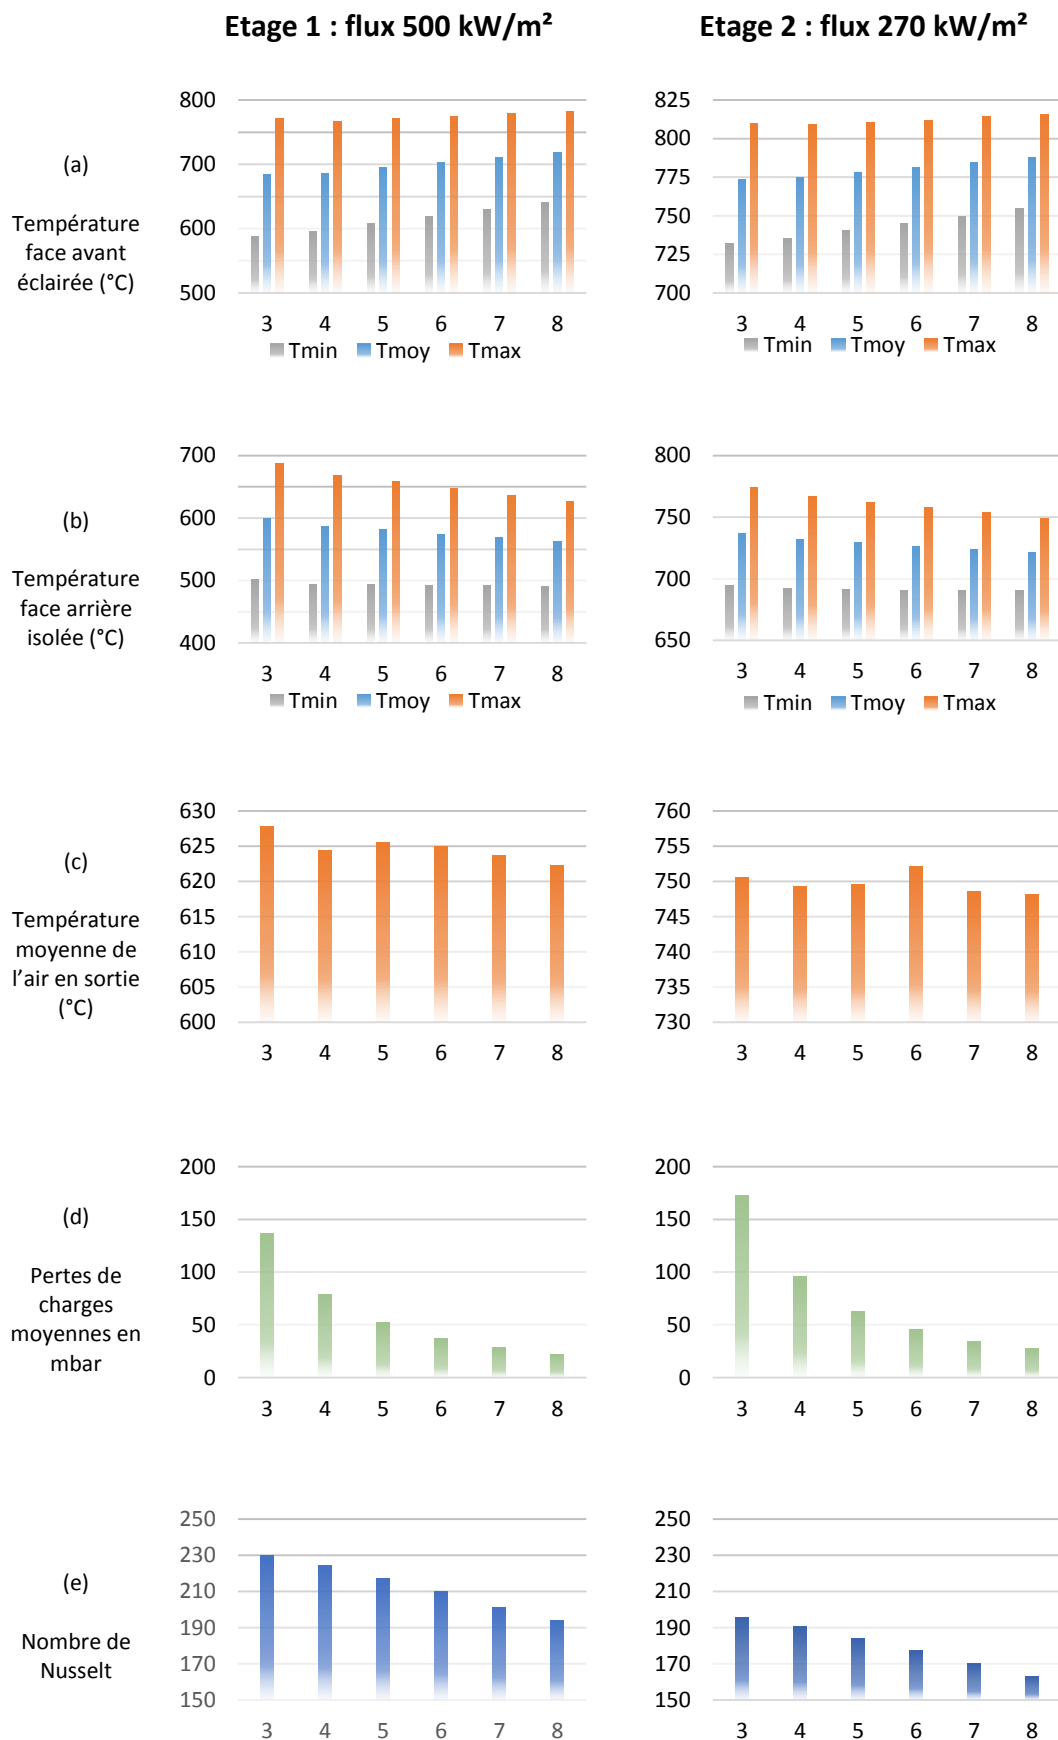 Etage 1 : flux 500 kW/m²
Etage 2 : flux 270 kW/m²
(a)
Température
face avant
éclairée (°C)
800
700
600
500
3 4 5 6 7 8
Tmin Tmoy Tmax
825
800
775
750
725
700
3 4 5 6 7 8
Tmin Tmoy Tmax
(b)
Température
face arrière
isolée (°C)
700
600
500
400
3 4 5 6 7 8
Tmin Tmoy Tmax
800
750
700
650
3 4 5 6 7 8
Tmin Tmoy Tmax
(c)
Température
moyenne de
l’air en sortie
(°C)
630
625
620
615
610
605
600
3 4 5 6 7 8
760
755
750
745
740
735
730
3 4 5 6 7 8
(d)
Pertes de
charges
moyennes en
mbar
200
150
100
50
0
3 4 5 6 7 8
200
150
100
50
0
3 4 5 6 7 8
(e)
Nombre de
Nusselt
250
230
210
190
170
150
3 4 5 6 7 8
250
230
210
190
170
150
3 4 5 6 7 8